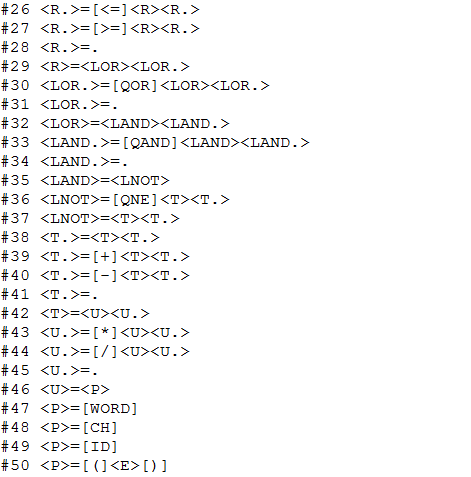 #26 <R.>=[<=]<R><R.>
#27 <R.>=[>=]<R><R.>
#28 <R.>=.
#29 <R>=<LOR><LOR.>
#30 <LOR.>=[QOR]<LOR><LOR.>
#31 <LOR.>=.
#32 <LOR>=<LAND><LAND.>
#33 <LAND.>=[QAND]<LAND><LAND.>
#34 <LAND.>=.
#35 <LAND>=<LNOT>
#36 <LNOT>=[QNE]<T><T.>
#37 <LNOT>=<T><T.>
#38 <T.>=<T><T.>
#39 <T.>=[+]<T><T.>
#40 <T.>=[-]<T><T.>
#41 <T.>=.
#42 <T>=<U><U.>
#43 <U.>=[*]<U><U.>
#44 <U.>=[/]<U><U.>
#45 <U.>=.
#46 <U>=<P>
#47 <P>=[WORD]
#48 <P>=[CH]
#49 <P>=[ID]
#50 <P>=[(]<E>[)]